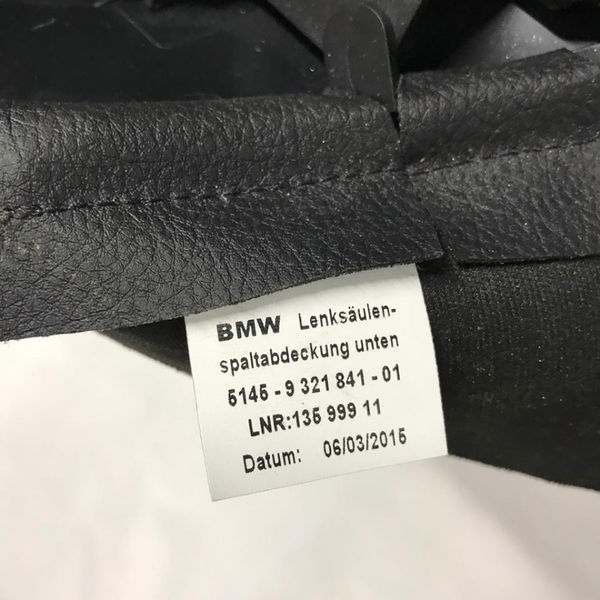 BMW Lenksäulen-
spaltabdeckung unten
5145 - 9 321 841 - 01
LNR:135 999 11
Datum: 06/03/2015